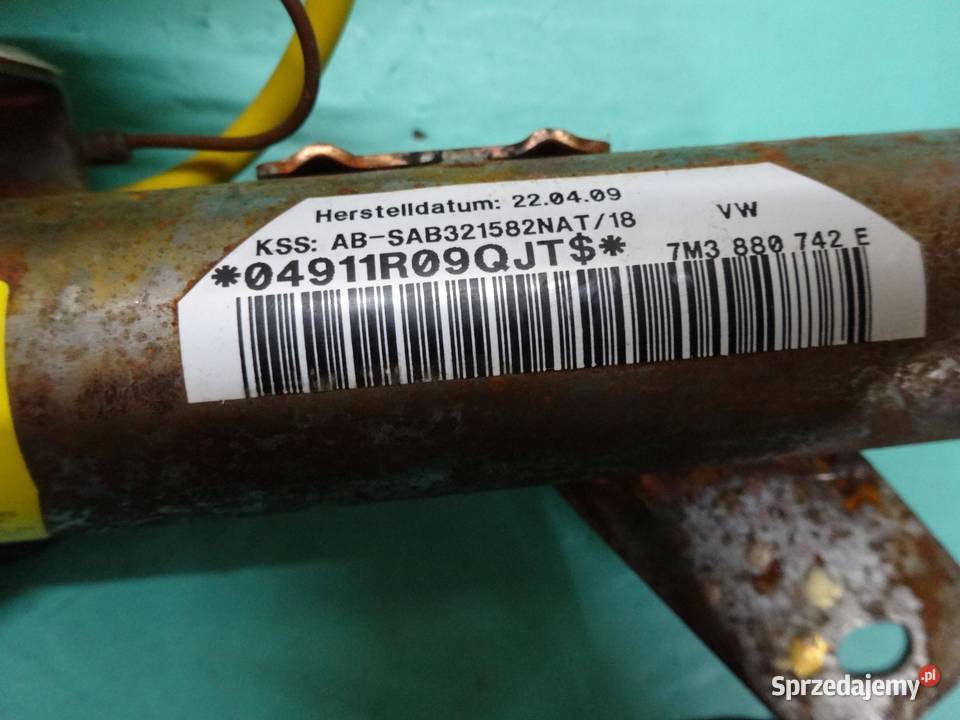 Herstelldatum: 22.04.09
KSS: AB-SAB321582NAT/18 VW
*04911R09QJT$* 7M3 880 742 E
Sprzedajemy.pl